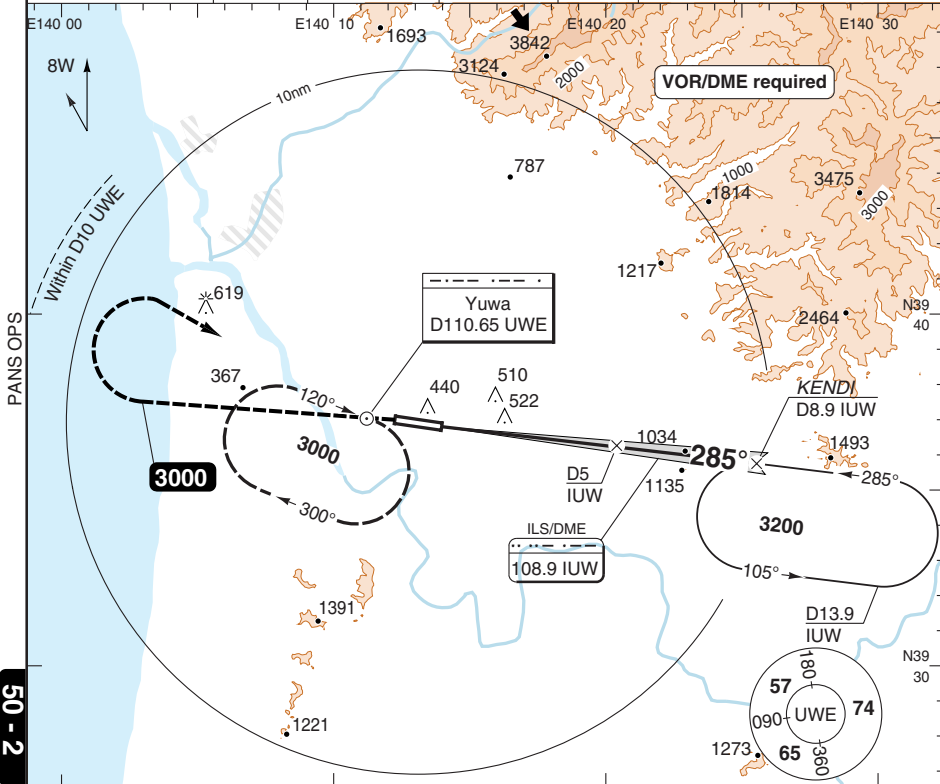 E140 00
E140 10
E140 20
E140 30
1693
3842
3124
2000
8W
10nm
VOR/DME required
787
1000
1814
3475
3000
Within D10 UWE
1217
619
Yuwa
D110.65 UWE
2464
N39
40
PANS OPS
367
120°
440
510
522
KENDI
D8.9 IUW
3000
1034
285°
1493
3000
D5
IUW
1135
285°
300°
ILS/DME
108.9 IUW
3200
105°
1391
D13.9
IUW
N39
30
180
57
74
UWE
090
65
360
1221
1273
50 - 2